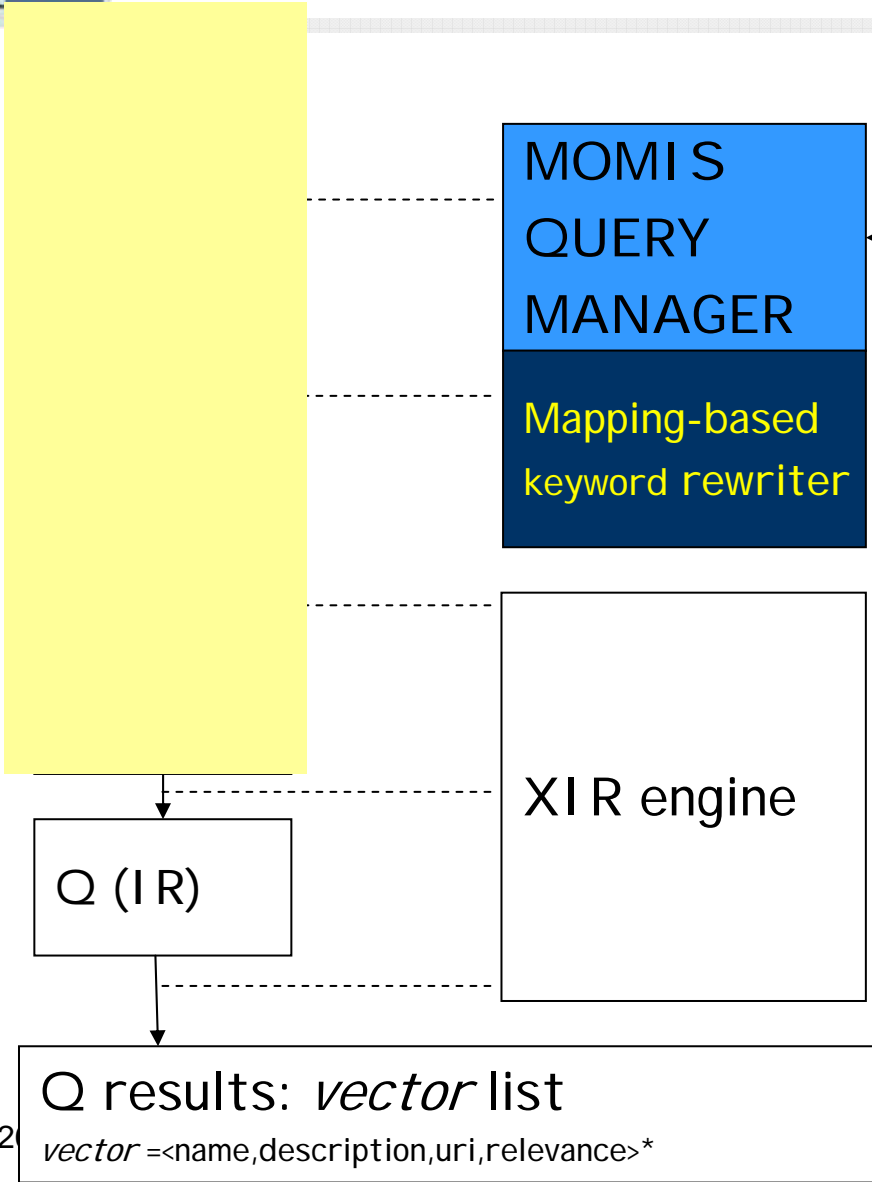 MOMIS
QUERY
MANAGER
Mapping-based
keyword rewriter
XIR engine
Q (IR)
Q results: vector list
vector =<name,description,uri,relevance>*